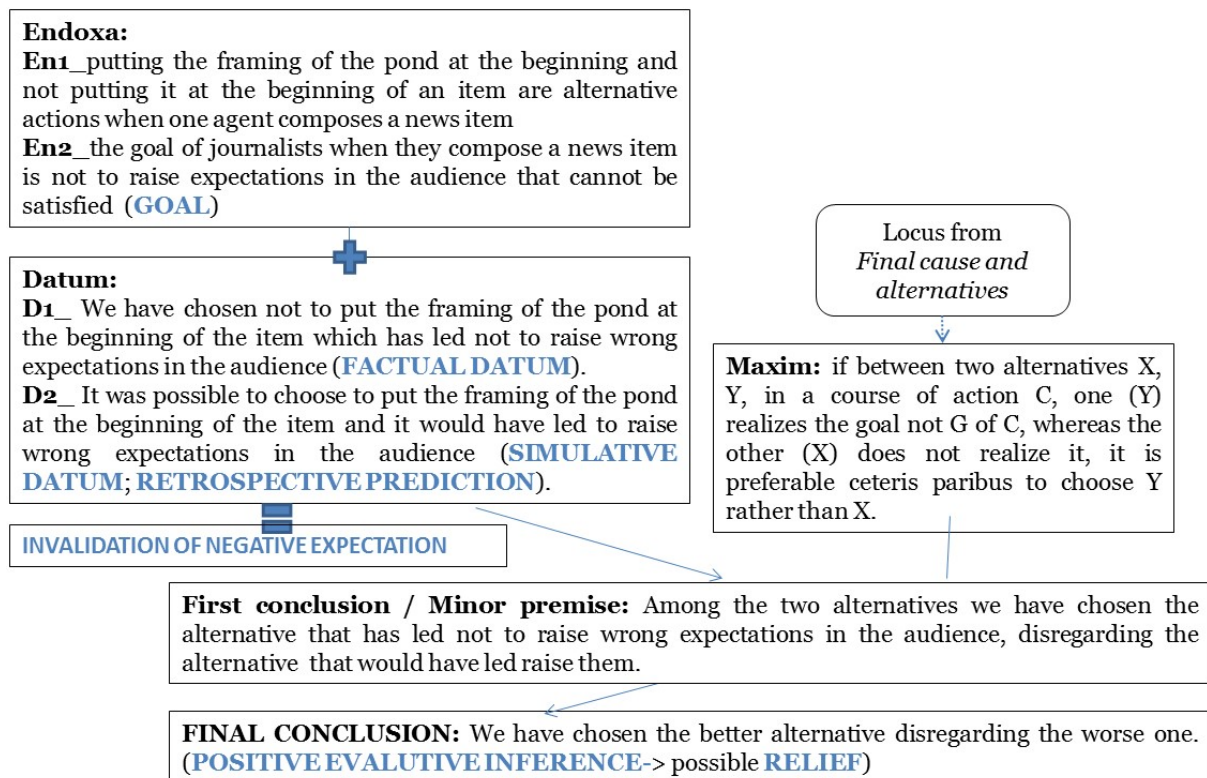 Endoxa:
En1_putting the framing of the pond at the beginning and
not putting it at the beginning of an item are alternative
actions when one agent composes a news item
En2_the goal of journalists when they compose a news item
is not to raise expectations in the audience that cannot be
satisfied (GOAL)
Datum:
D1_ We have chosen not to put the framing of the pond at
the beginning of the item which has led not to raise wrong
expectations in the audience (FACTUAL DATUM).
D2_ It was possible to choose to put the framing of the pond
at the beginning of the item and it would have led to raise
wrong expectations in the audience (SIMULATIVE
DATUM; RETROSPECTIVE PREDICTION).
INVALIDATION OF NEGATIVE EXPECTATION
Locus from
Final cause and
alternatives
Maxim: if between two alternatives X,
Y, in a course of action C, one (Y)
realizes the goal not G of C, whereas the
other (X) does not realize it, it is
preferable ceteris paribus to choose Y
rather than X.
First conclusion / Minor premise: Among the two alternatives we have chosen the
alternative that has led not to raise wrong expectations in the audience, disregarding the
alternative that would have led raise them.
FINAL CONCLUSION: We have chosen the better alternative disregarding the worse one.
(POSITIVE EVALUTIVE INFERENCE-> possible RELIEF)